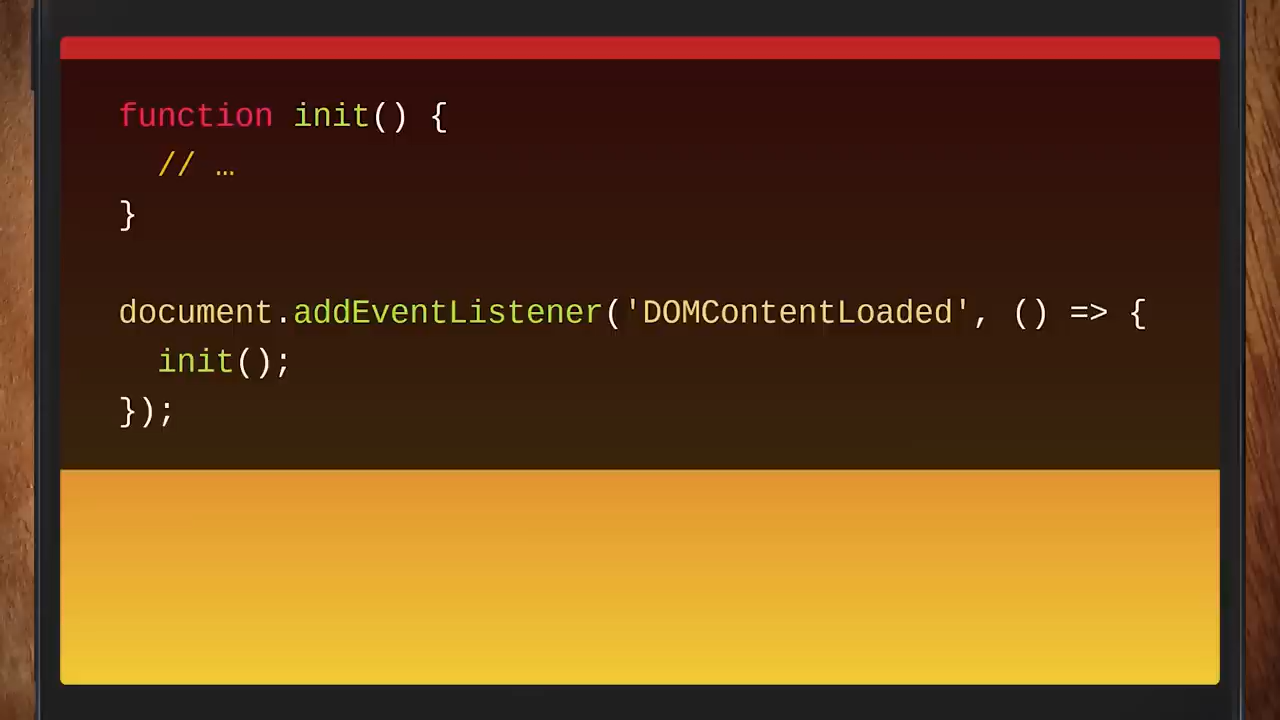 function init() {
  // …
}

document.addEventListener('DOMContentLoaded', () => {
  init();
});